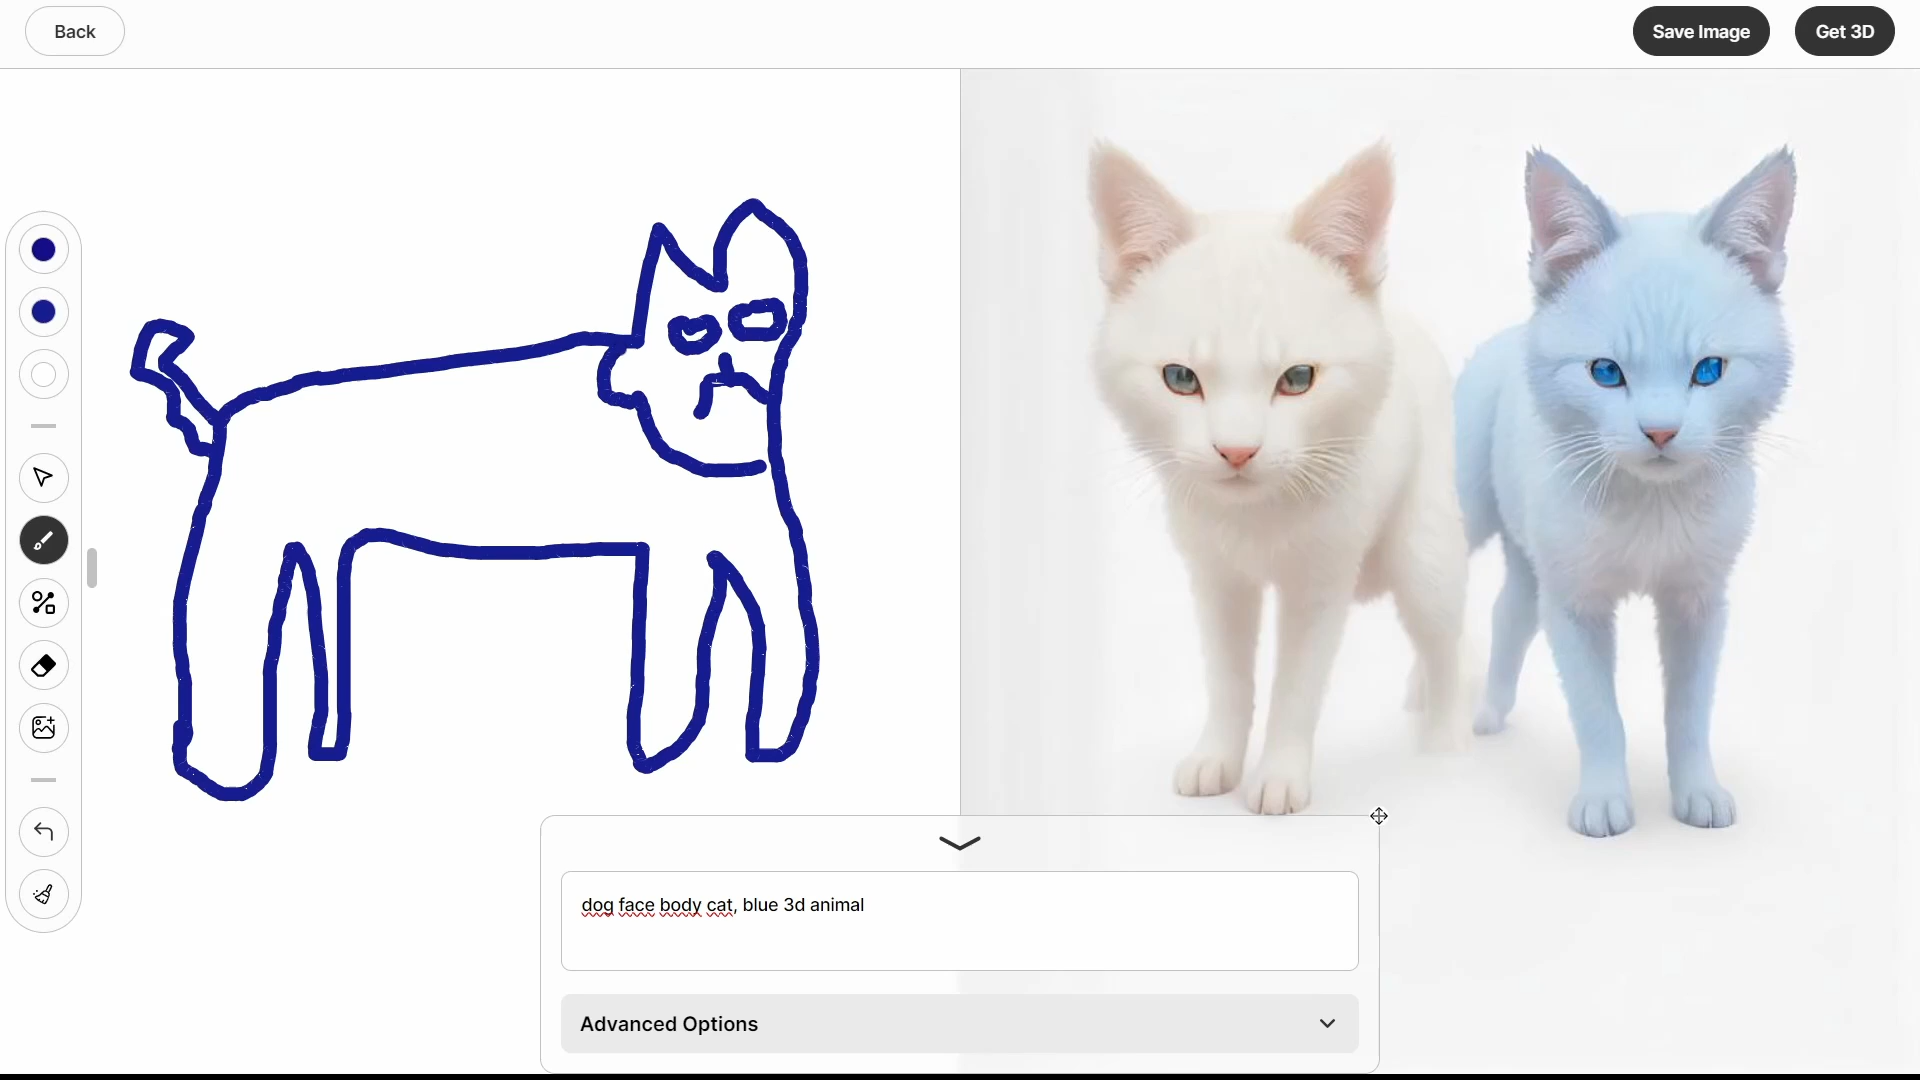 Back
Save Image
Get 3D
dog face body cat, blue 3d animal
Advanced Options